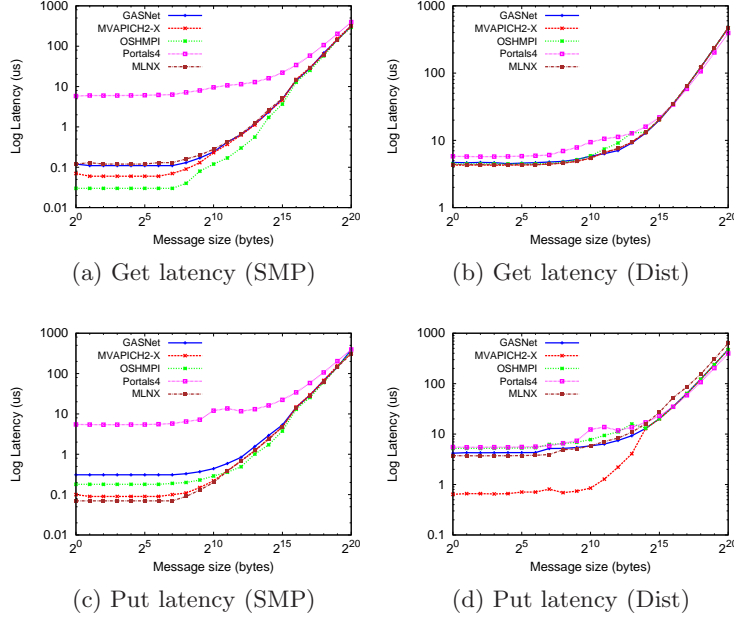 1000
100
10
1
0.1
0.01
Log Latency (us)
GASNet
MVAPICH2-X
OSHMPI
Portals4
MLNX
2^0 2^5 2^10 2^15 2^20
Message size (bytes)
(a) Get latency (SMP)
1000
100
10
1
Log Latency (us)
GASNet
MVAPICH2-X
OSHMPI
Portals4
MLNX
2^0 2^5 2^10 2^15 2^20
Message size (bytes)
(b) Get latency (Dist)
1000
100
10
1
0.1
0.01
Log Latency (us)
GASNet
MVAPICH2-X
OSHMPI
Portals4
MLNX
2^0 2^5 2^10 2^15 2^20
Message size (bytes)
(c) Put latency (SMP)
1000
100
10
1
0.1
Log Latency (us)
GASNet
MVAPICH2-X
OSHMPI
Portals4
MLNX
2^0 2^5 2^10 2^15 2^20
Message size (bytes)
(d) Put latency (Dist)